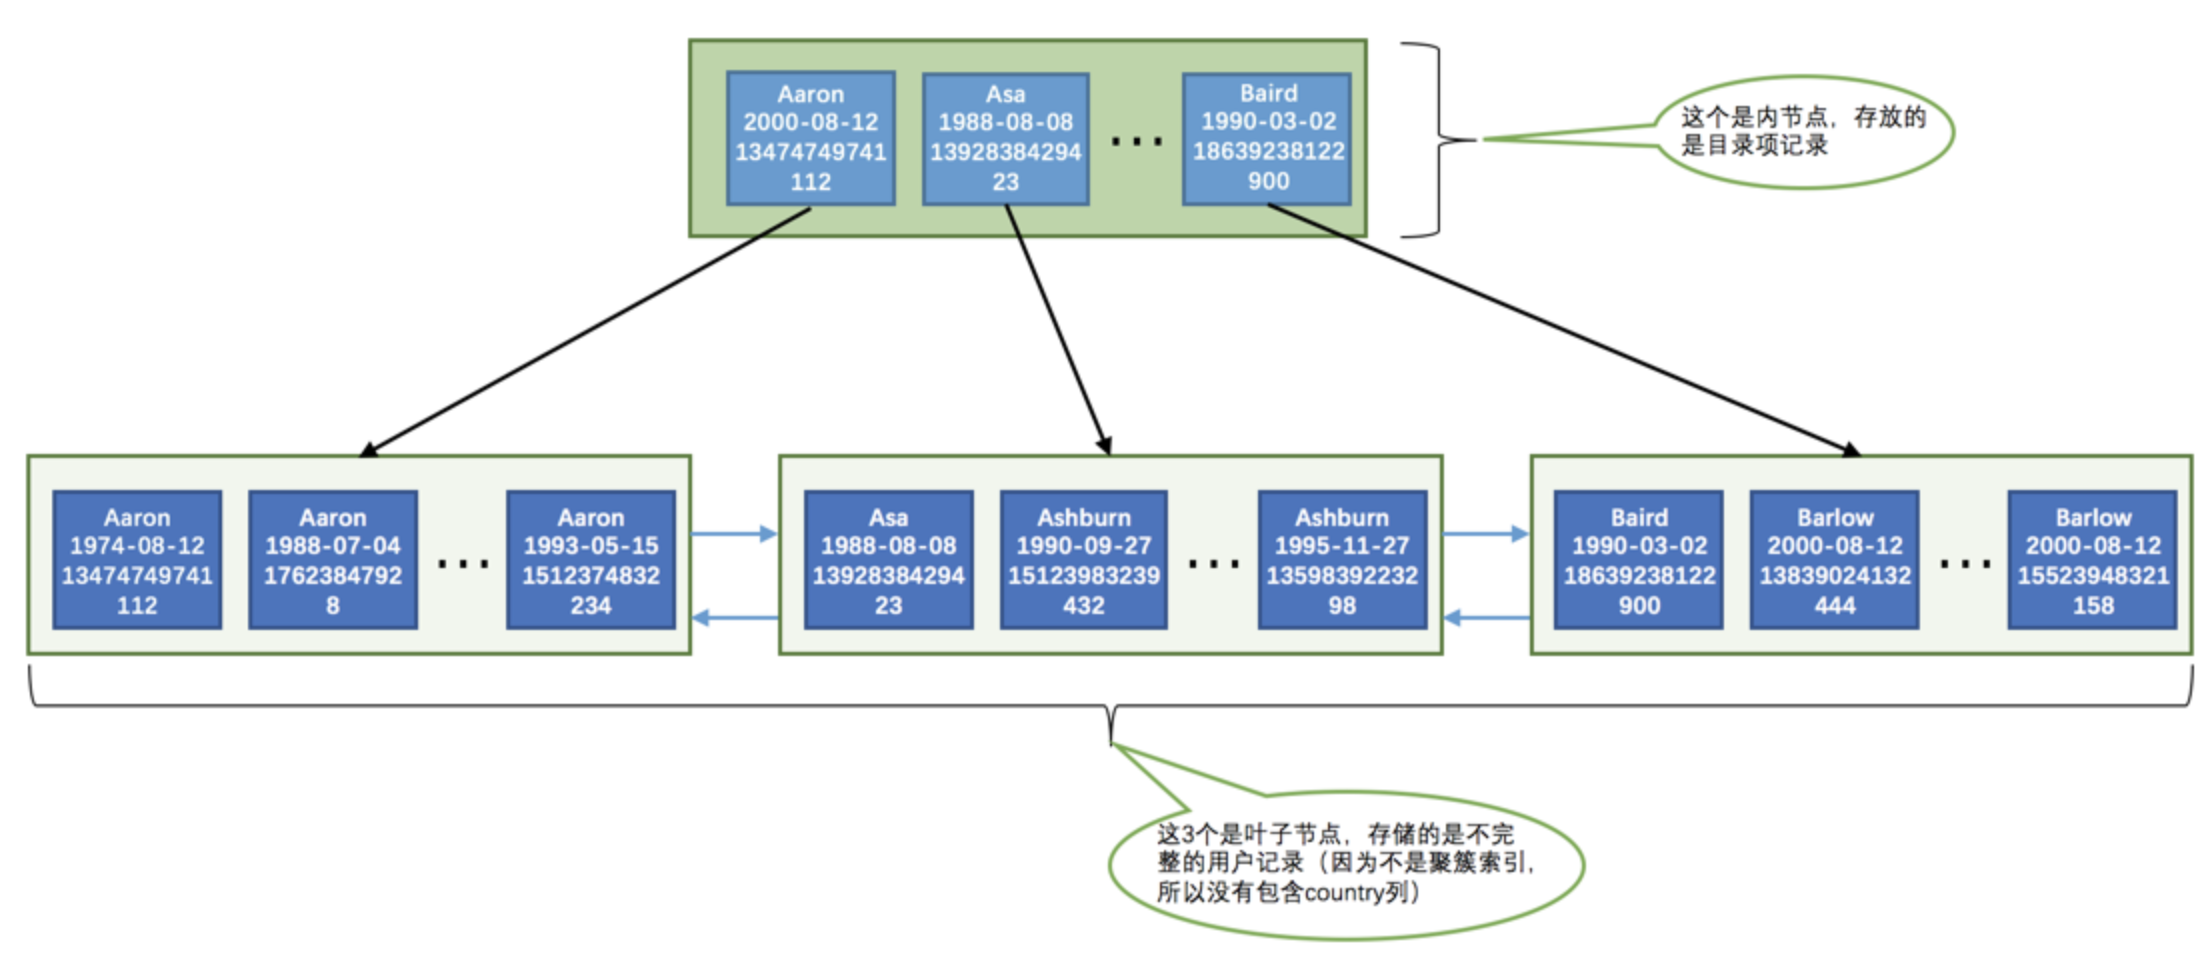 Aaron
2000-08-12
13474749741
112
Asa
1988-08-08
13928384294
23
...
Baird
1990-03-02
18639238122
900
这个是内节点，存放的
是目录项记录
Aaron
1974-08-12
13474749741
112
Aaron
1988-07-04
1762384792
8
...
Aaron
1993-05-15
1512374832
234
Asa
1988-08-08
13928384294
23
Ashburn
1990-09-27
15123983239
432
...
Ashburn
1995-11-27
13598392232
98
Baird
1990-03-02
18639238122
900
Barlow
2000-08-12
13839024132
444
...
Barlow
2000-08-12
15523948321
158
这3个是叶子节点，存储的是不完
整的用户记录（因为不是聚簇索引，
所以没有包含country列）